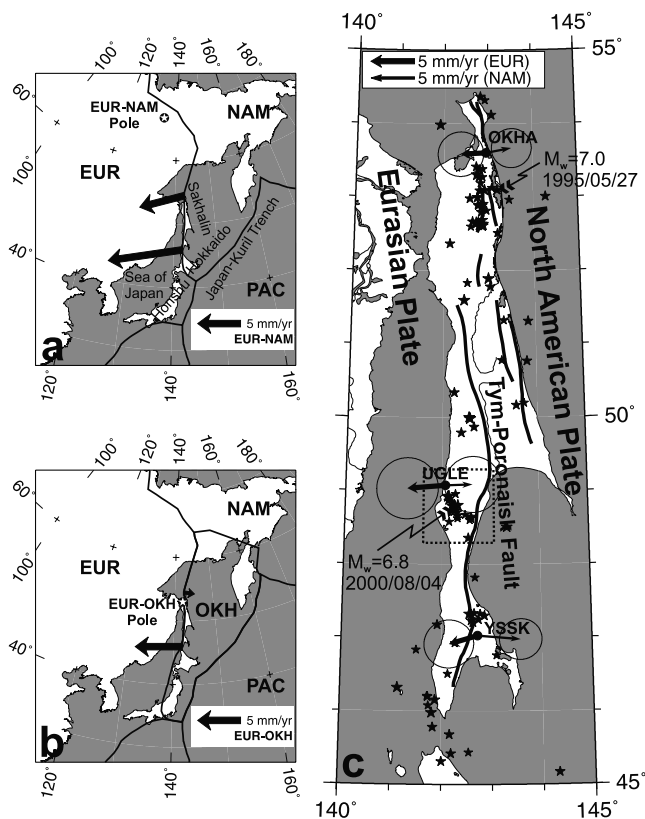 100°
120°
140°
160°
180°
60°
EUR-NAM
Pole
NAM
EUR
100°
Sakhalin
Hokkaido
Japan-Kuril Trench
40°
Sea of
Japan
Honshu
PAC
5 mm/yr
EUR-NAM
a
120°
140°
160°
100°
120°
140°
160°
180°
60°
NAM
EUR
100°
EUR-OKH
Pole
OKH
40°
PAC
5 mm/yr
EUR-OKH
b
120°
140°
160°
140°
145°
55°
5 mm/yr (EUR)
5 mm/yr (NAM)
OKHA
Mw=7.0
1995/05/27
Eurasian Plate
North American Plate
50°
Tym-Poronaisk Fault
UGLE
Mw=6.8
2000/08/04
YSSK
c
45°
140°
145°